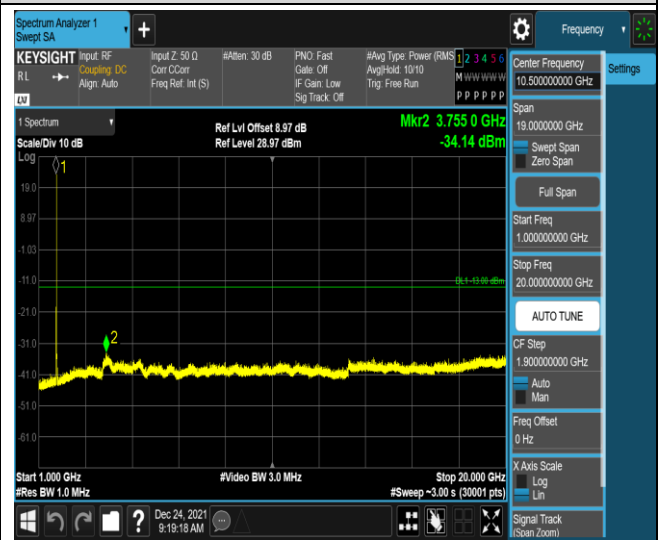 Spectrum Analyzer 1
Swept SA
+
Frequency
KEYSIGHT
Input: RF
Coupling: DC
Align: Auto
Input Z: 50 Ω
Corr CCorr
Freq Ref: Int (S)
#Atten: 30 dB
PNO: Fast
Gate: Off
IF Gain: Low
Sig Track: Off
#Avg Type: Power (RMS
Avg|Hold: 10/10
Trig: Free Run
1 2 3 4 5 6
M W W W W W
P P P P P P
R L
LXI
1 Spectrum
Scale/Div 10 dB
Log
Ref Lvl Offset 8.97 dB
Ref Level 28.97 dBm
Mkr2 3.755 0 GHz
-34.14 dBm
1
19.0
8.97
-1.03
-11.0
DL1 -13.00 dBm
-21.0
-31.0
2
-41.0
-51.0
-61.0
Start 1.000 GHz
#Res BW 1.0 MHz
#Video BW 3.0 MHz
Stop 20.000 GHz
#Sweep ~3.00 s (30001 pts)
?
Dec 24, 2021
9:19:18 AM
Center Frequency
10.500000000 GHz
Settings
Span
19.0000000 GHz
Swept Span
Zero Span
Full Span
Start Freq
1.000000000 GHz
Stop Freq
20.000000000 GHz
AUTO TUNE
CF Step
1.900000000 GHz
Auto
Man
Freq Offset
0 Hz
X Axis Scale
Log
Lin
Signal Track
(Span Zoom)